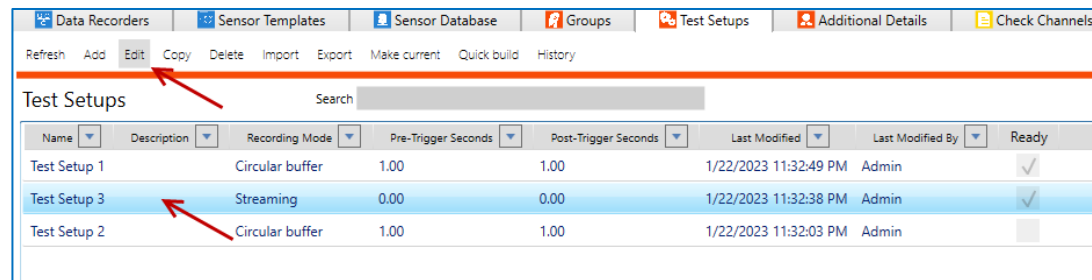 Data Recorders Sensor Templates Sensor Database Groups Test Setups Additional Details Check Channels
Refresh Add Edit Copy Delete Import Export Make current Quick build History
Test Setups Search
Name Description Recording Mode Pre-Trigger Seconds Post-Trigger Seconds Last Modified Last Modified By Ready
Test Setup 1 Circular buffer 1.00 1.00 1/22/2023 11:32:49 PM Admin
Test Setup 3 Streaming 0.00 0.00 1/22/2023 11:32:38 PM Admin
Test Setup 2 Circular buffer 1.00 1.00 1/22/2023 11:32:03 PM Admin